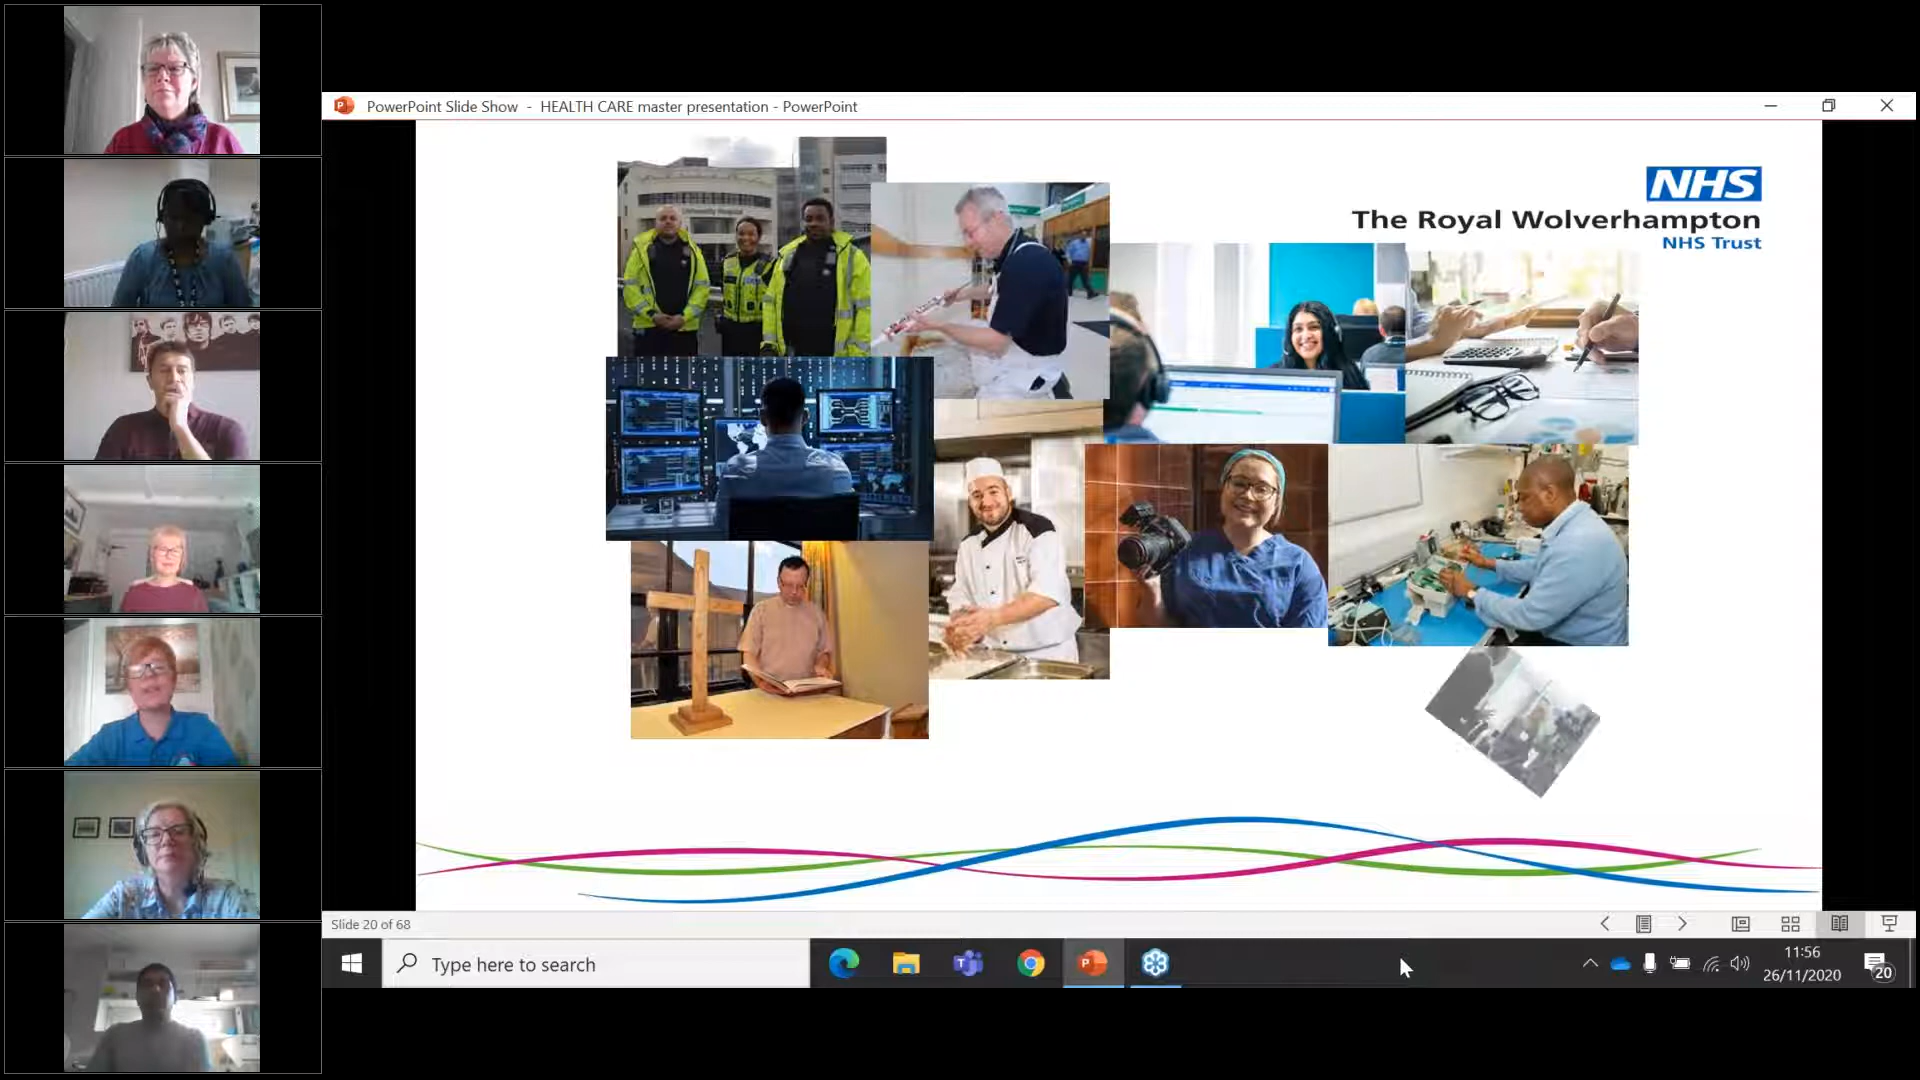 PowerPoint Slide Show - HEALTH CARE master presentation - PowerPoint
NHS
The Royal Wolverhampton
NHS Trust
Slide 20 of 68
Type here to search
11:56
26/11/2020
20